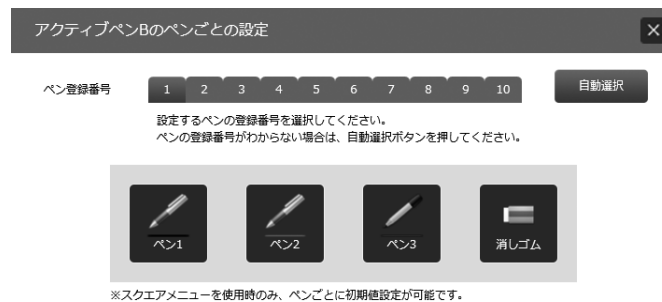 アクティブペンBのペンごとの設定
ペン登録番号 1 2 3 4 5 6 7 8 9 10 自動選択
設定するペンの登録番号を選択してください。
ペンの登録番号がわからない場合は、自動選択ボタンを押してください。
ペン1 ペン2 ペン3 消しゴム
※スクエアメニューを使用時のみ、ペンごとに初期値設定が可能です。